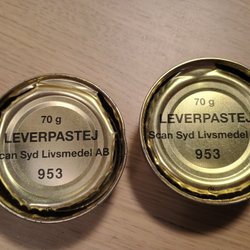 70 g
LEVERPASTEJ
Scan Syd Livsmedel AB
953
70 g
LEVERPASTEJ
Scan Syd Livsmedel
953